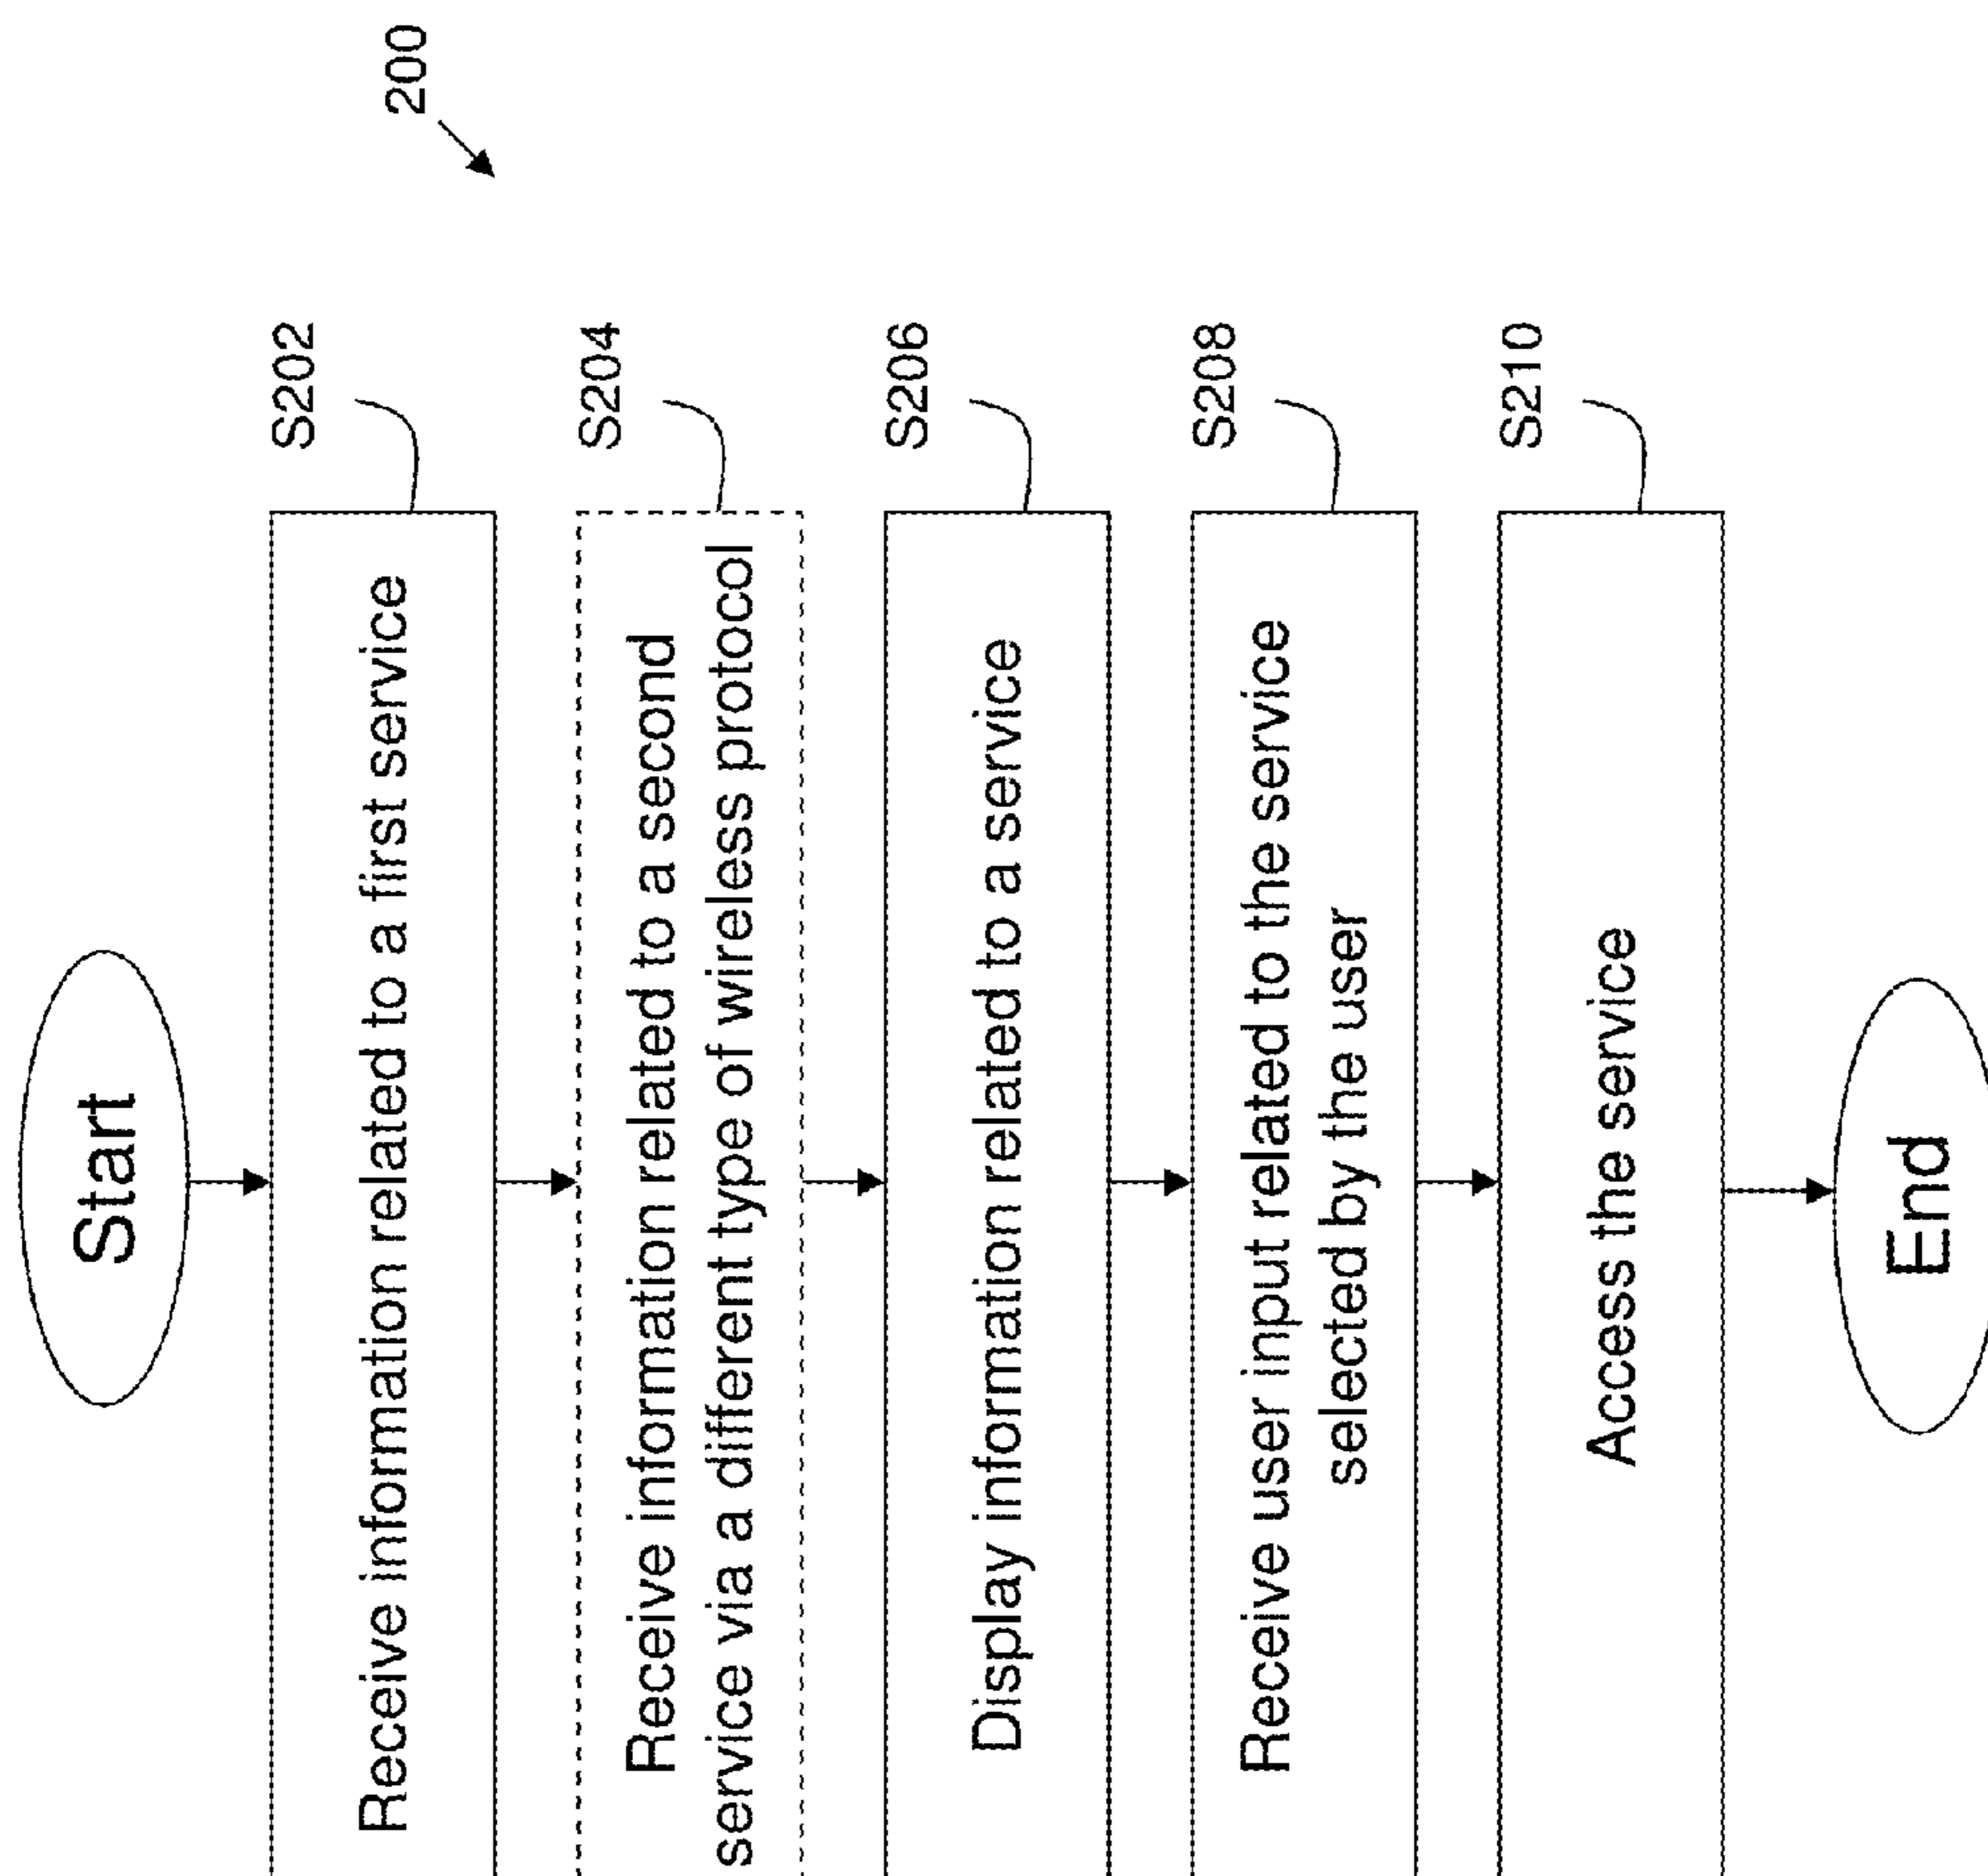 200
Start
Receive information related to a first service
S202
Receive information related to a second
service via a different type of wireless protocol
S204
Display information related to a service
S206
Receive user input related to the service
selected by the user
S208
Access the service
S210
End